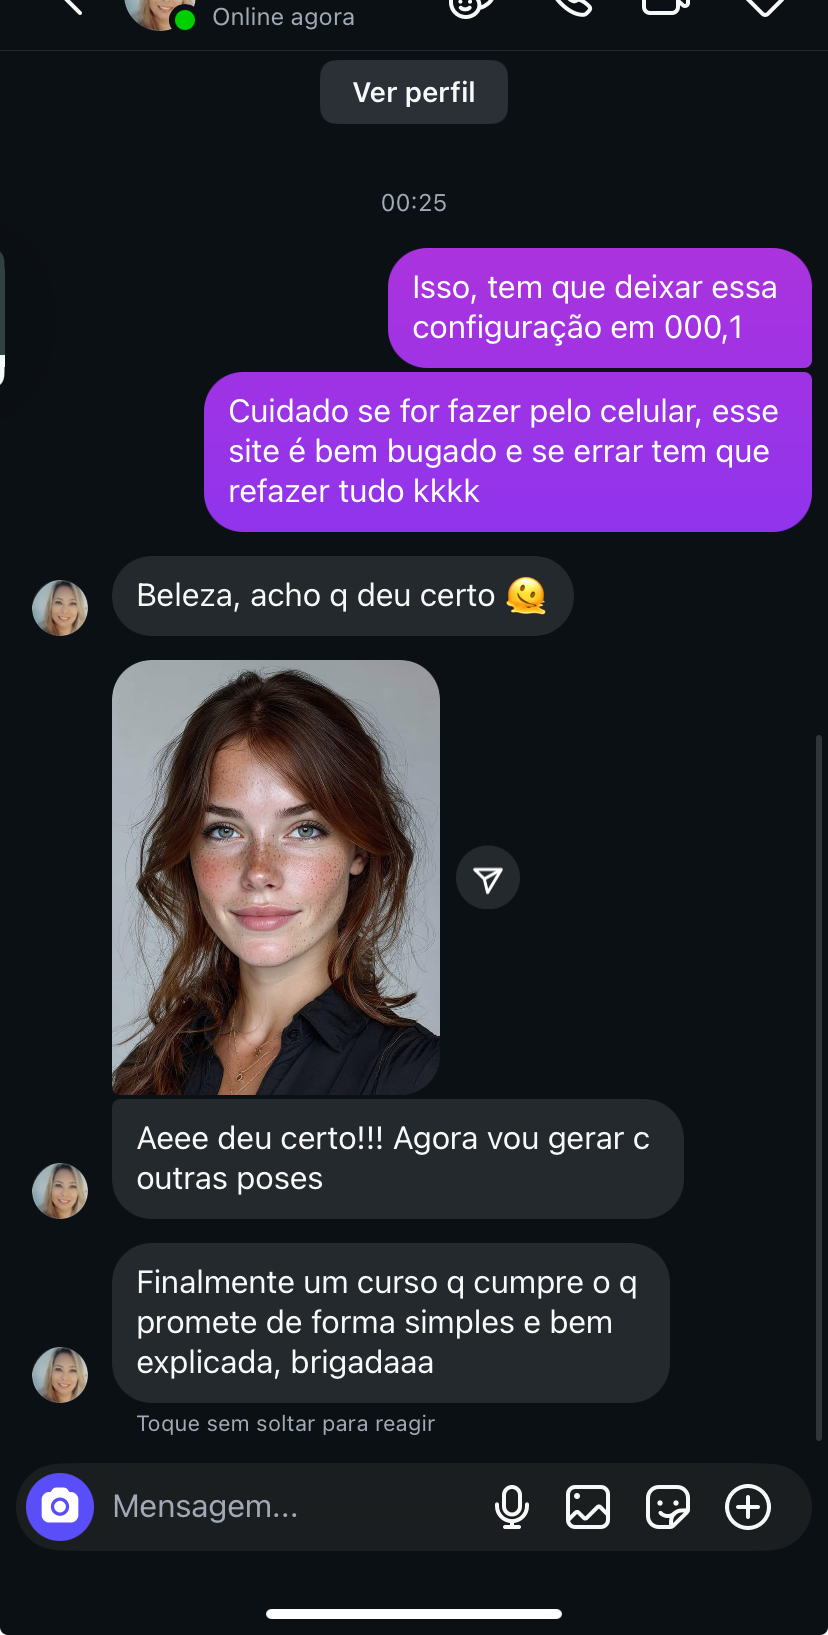 Online agora
Ver perfil
00:25
Isso, tem que deixar essa
configuração em 000,1
Cuidado se for fazer pelo celular, esse
site é bem bugado e se errar tem que
refazer tudo kkkk
Beleza, acho q deu certo 🫠
Aeee deu certo!!! Agora vou gerar c
outras poses
Finalmente um curso q cumpre o q
promete de forma simples e bem
explicada, brigadaaa
Toque sem soltar para reagir
Mensagem...